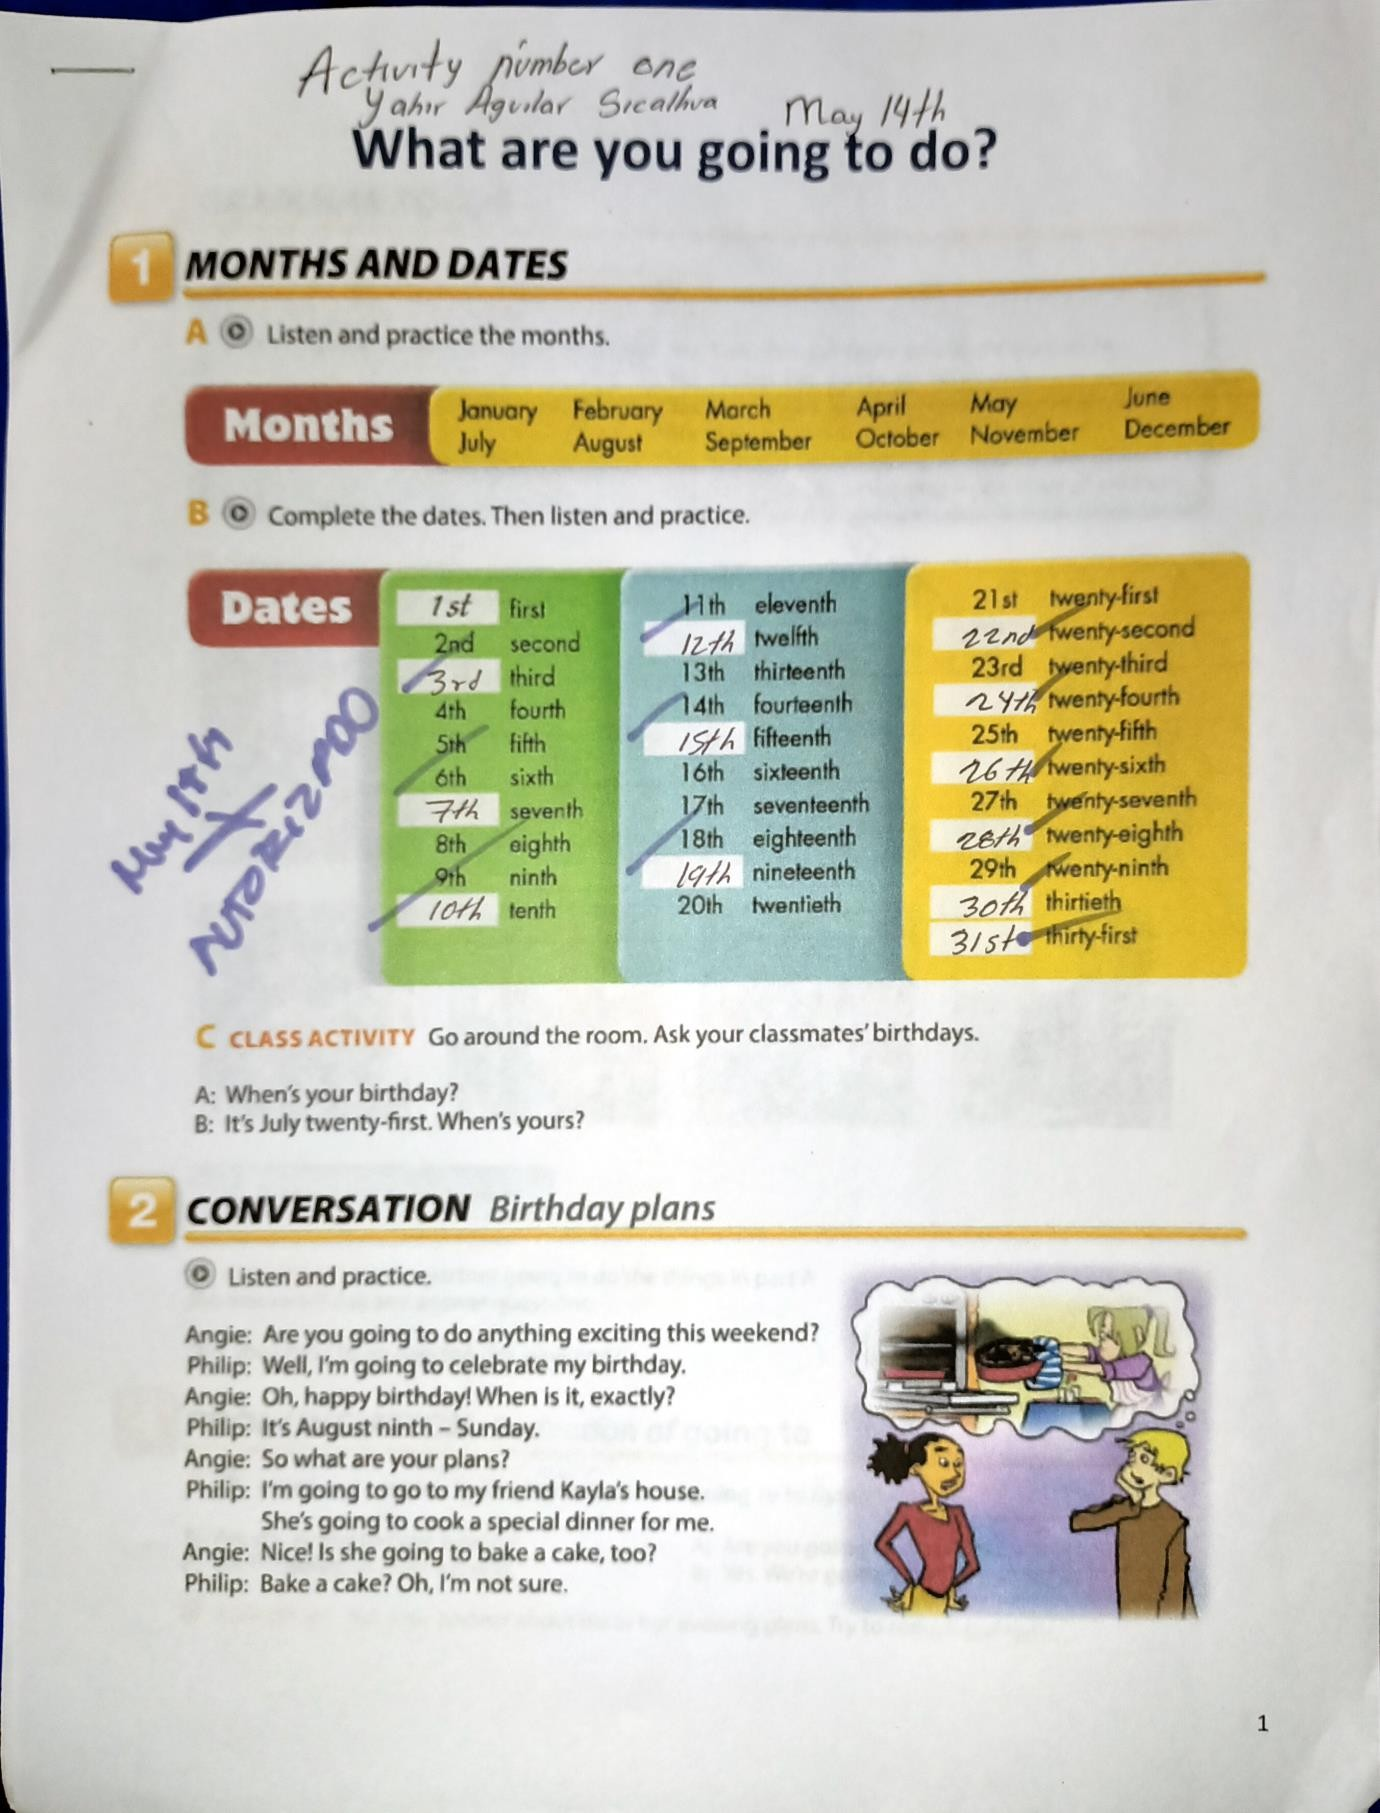 Activity number one
Yahir Aguilar Sicalhua May 14th
What are you going to do?
1 MONTHS AND DATES
A Listen and practice the months.
Months
January February March April May June
July August September October November December
B Complete the dates. Then listen and practice.
Dates
1st first
2nd second
3rd third
4th fourth
5th fifth
6th sixth
7th seventh
8th eighth
9th ninth
10th tenth
11th eleventh
12th twelfth
13th thirteenth
14th fourteenth
15th fifteenth
16th sixteenth
17th seventeenth
18th eighteenth
19th nineteenth
20th twentieth
21st twenty-first
22nd twenty-second
23rd twenty-third
24th twenty-fourth
25th twenty-fifth
26th twenty-sixth
27th twenty-seventh
28th twenty-eighth
29th twenty-ninth
30th thirtieth
31st thirty-first
AUTORIZADO
C CLASS ACTIVITY Go around the room. Ask your classmates' birthdays.
A: When's your birthday?
B: It's July twenty-first. When's yours?
2 CONVERSATION Birthday plans
Listen and practice.
Angie: Are you going to do anything exciting this weekend?
Philip: Well, I'm going to celebrate my birthday.
Angie: Oh, happy birthday! When is it, exactly?
Philip: It's August ninth – Sunday.
Angie: So what are your plans?
Philip: I'm going to go to my friend Kayla's house.
She's going to cook a special dinner for me.
Angie: Nice! Is she going to bake a cake, too?
Philip: Bake a cake? Oh, I'm not sure.
1